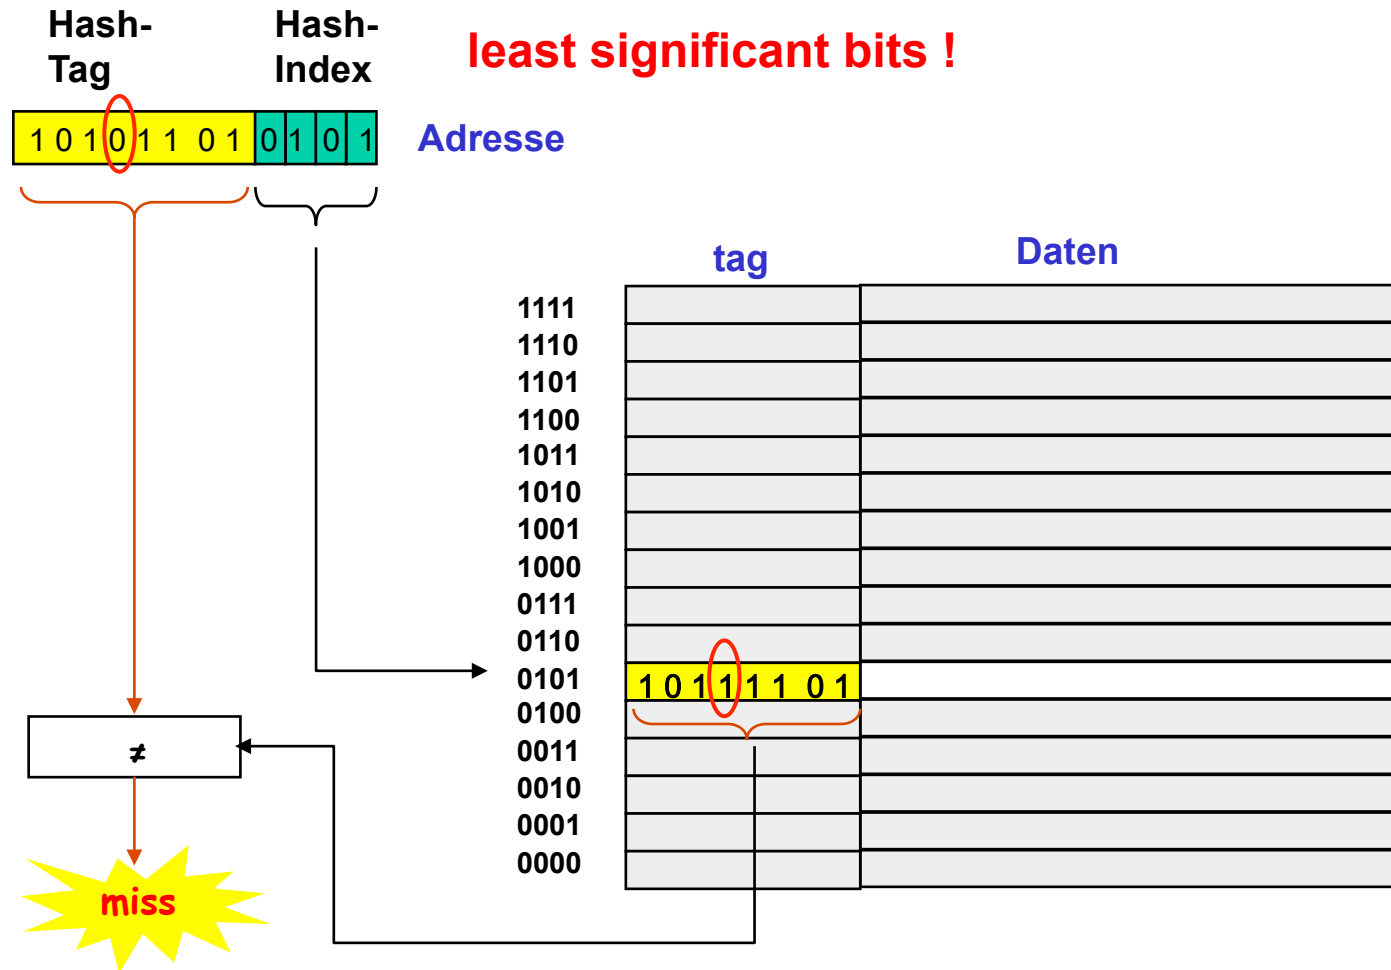 Hash-
Tag
Hash-
Index
least significant bits !
1 0 1 0 1 1 0 1 0 1 0 1
Adresse
tag
Daten
1111
1110
1101
1100
1011
1010
1001
1000
0111
0110
0101
1 0 1 1 1 1 0 1
0100
0011
0010
0001
0000
≠
miss